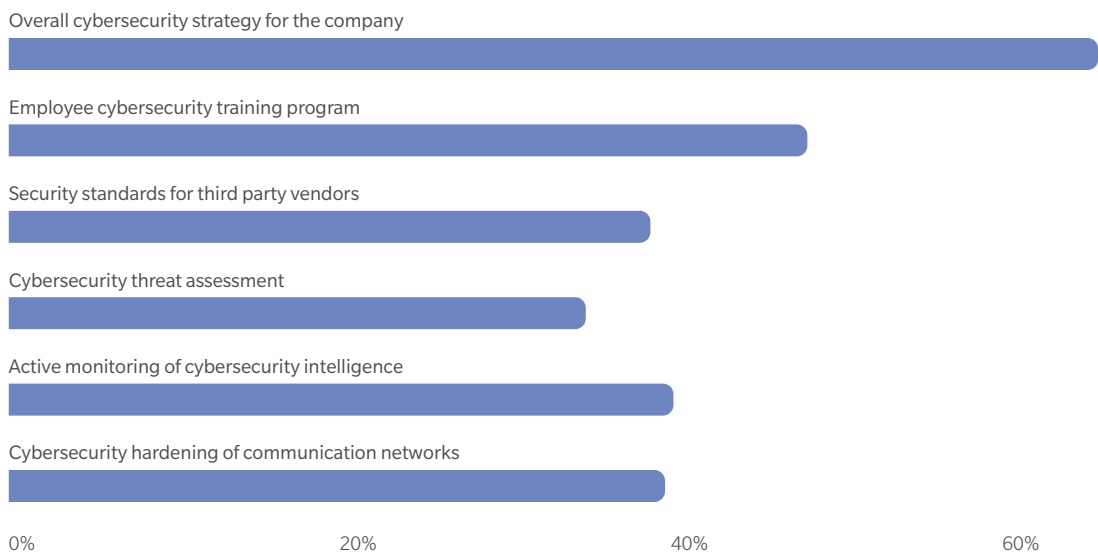 Overall cybersecurity strategy for the company
Employee cybersecurity training program
Security standards for third party vendors
Cybersecurity threat assessment
Active monitoring of cybersecurity intelligence
Cybersecurity hardening of communication networks
0% 20% 40% 60%